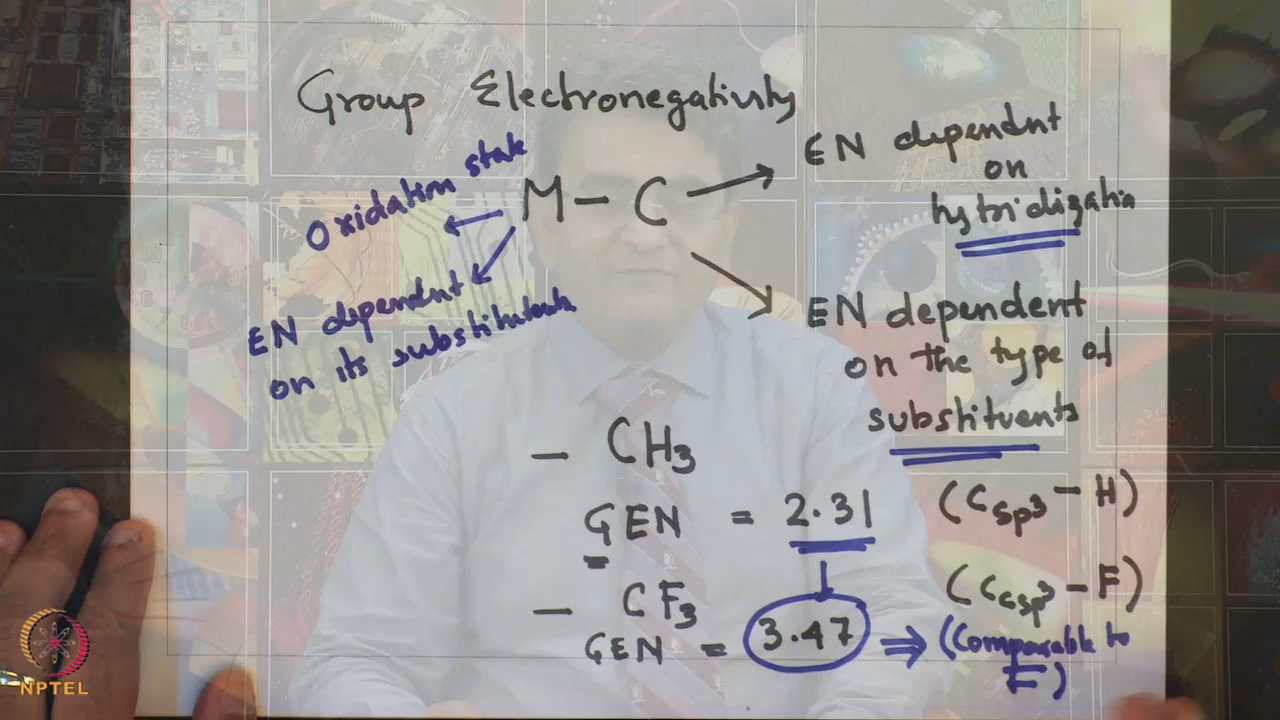 Group Electronegativity
Oxidation state
M - C
EN dependent
on
hybridization
EN dependent
on its substituents
EN dependent
on the type of
substituents
- CH3
GEN = 2.31 (Csp3 - H)
- CF3 (Ccsp3 - F)
GEN = 3.47 ⇒ (Comparable to
F)
NPTEL